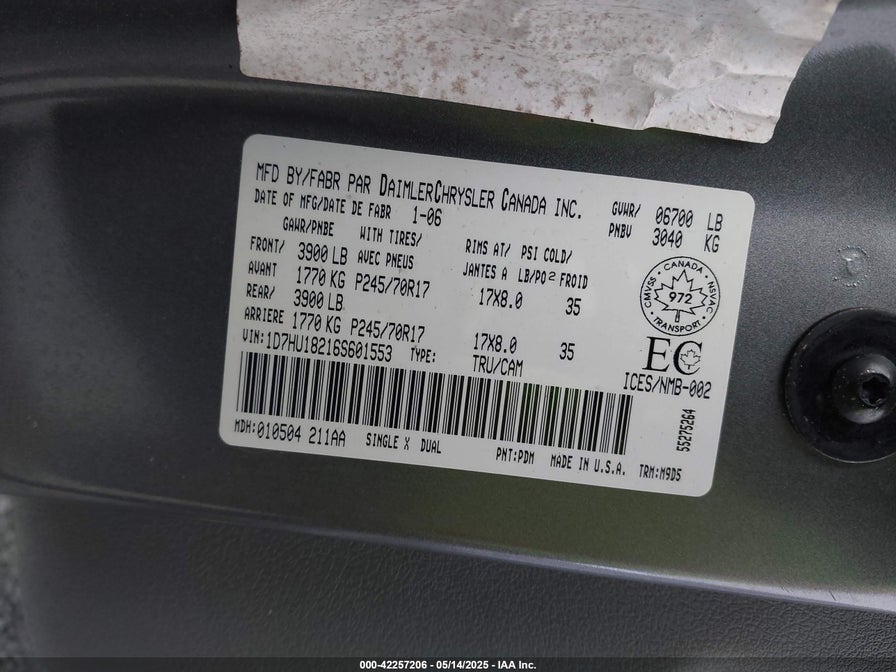 MFD BY/FABR PAR DAIMLERCHRYSLER CANADA INC.
DATE OF MFG/DATE DE FABR 1-06
GVWR/ 06700 LB
PNBV 3040 KG
GAWR/PNBE WITH TIRES/ RIMS AT/ PSI COLD/
AVEC PNEUS JANTES A LB/PO² FROID
FRONT/ 3900 LB
AVANT 1770 KG P245/70R17 17X8.0 35
REAR/ 3900 LB
ARRIERE 1770 KG P245/70R17 17X8.0 35
VIN:1D7HU18216S601553 TYPE: TRU/CAM
CANADA
CMVSS 972 NSVAC
TRANSPORT
EC
ICES/NMB-002
55275264
MDH:010504 211AA SINGLE X DUAL
PNT:PDM MADE IN U.S.A. TRM:M9D5
000-42257206 - 05/14/2025 - IAA Inc.